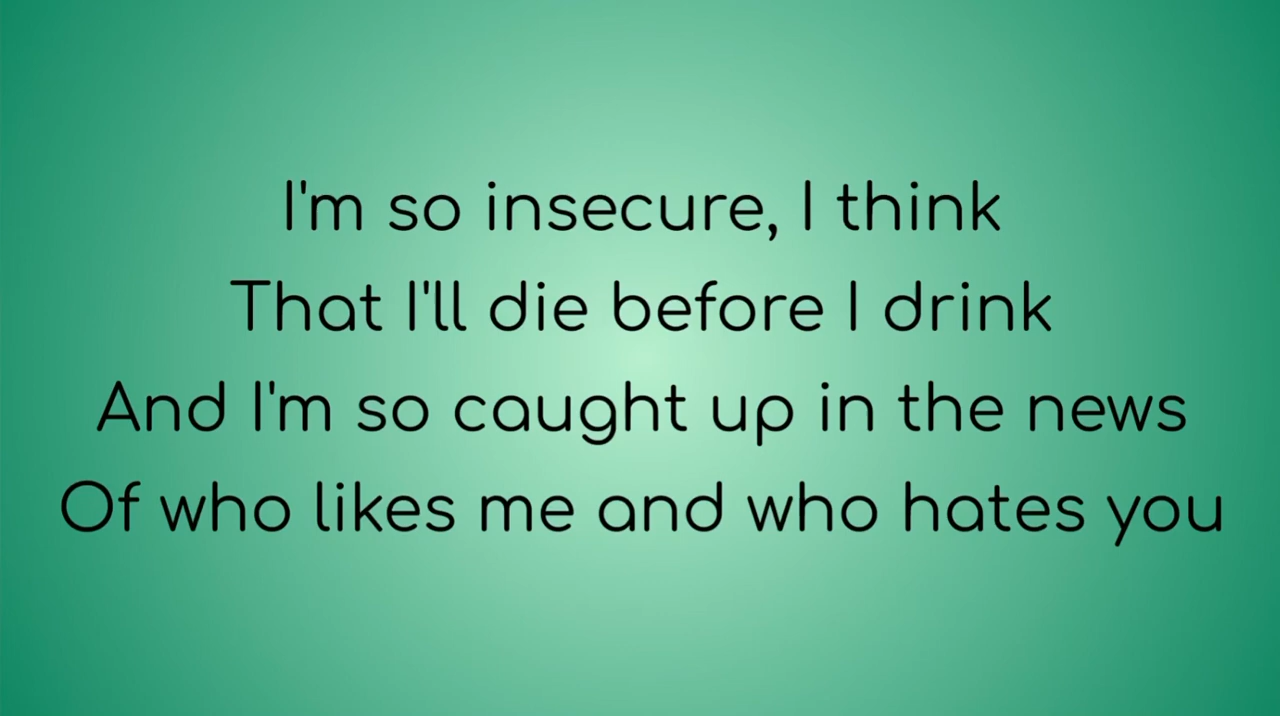 I'm so insecure, I think
That I'll die before I drink
And I'm so caught up in the news
Of who likes me and who hates you